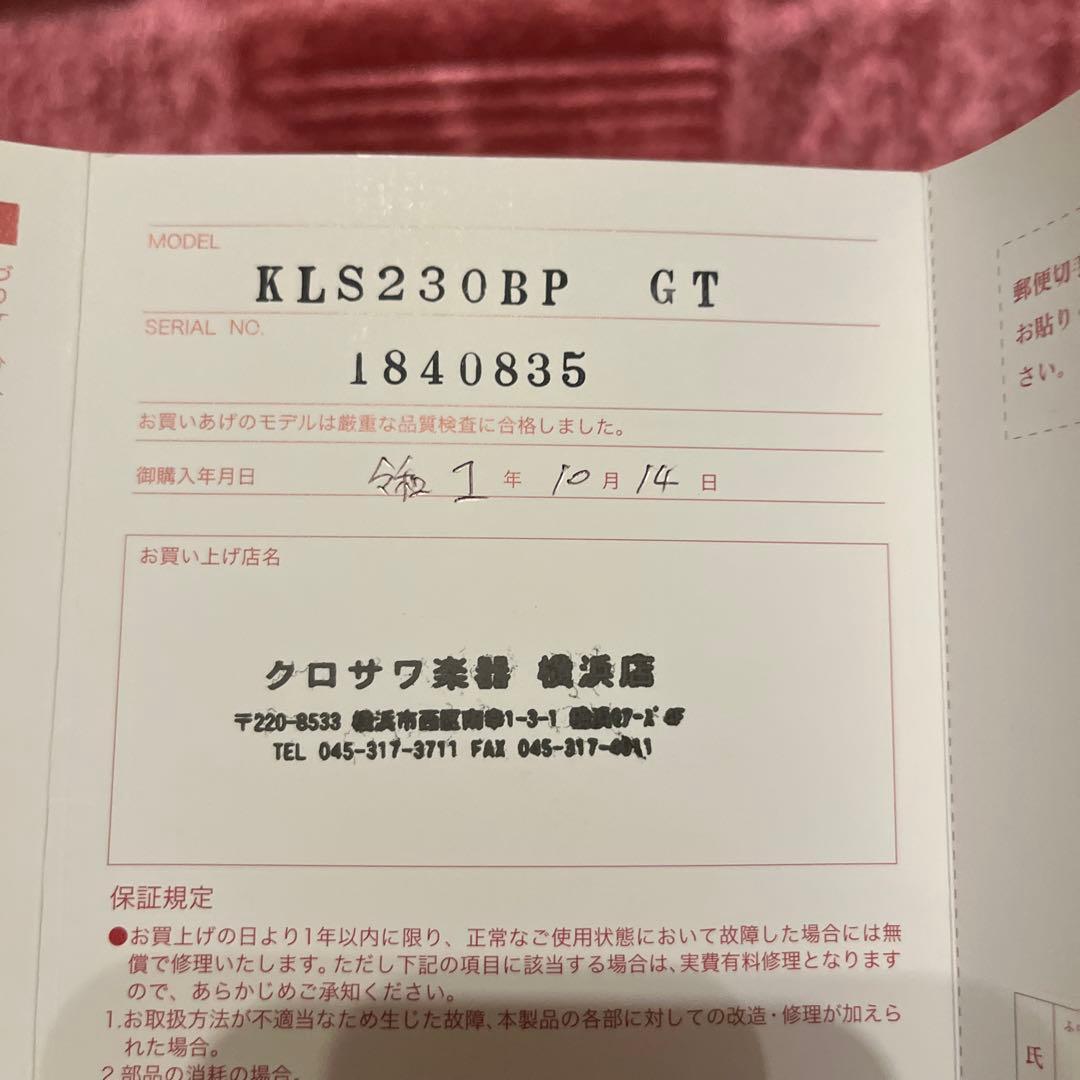 MODEL
KLS230BP GT
SERIAL NO.
1840835
お買いあげのモデルは厳重な品質検査に合格しました。
御購入年月日 令和 1 年 10 月 14 日
お買い上げ店名
クロサワ楽器 横浜店
〒220-8533 横浜市西区南幸1-3-1
TEL 045-317-3711 FAX 045-317-
保証規定
●お買上げの日より1年以内に限り、正常なご使用状態において故障した場合には無
償で修理いたします。ただし下記の項目に該当する場合は、実費有料修理となります
ので、あらかじめご承知ください。
1.お取扱方法が不適当なため生じた故障、本製品の各部に対しての改造・修理が加えら
れた場合。
2.部品の消耗の場合。
郵便切手
お貼り
さい。
氏